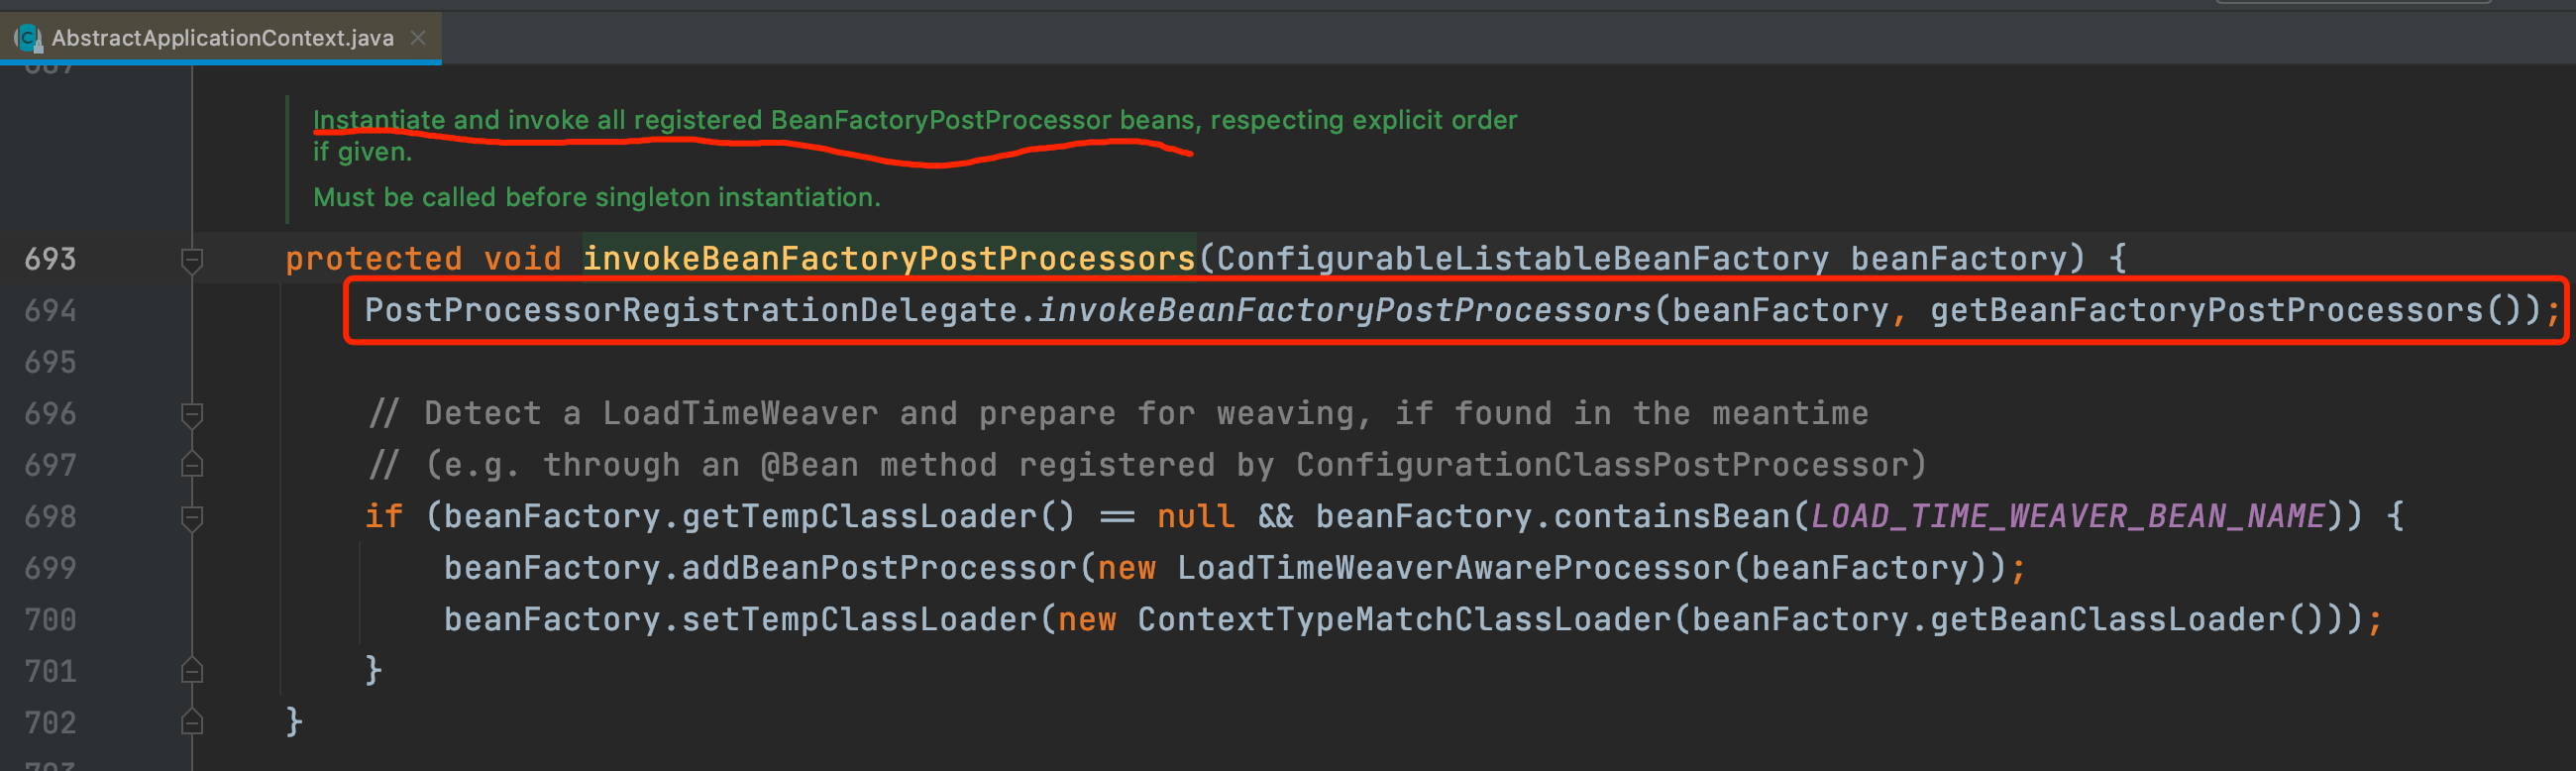 AbstractApplicationContext.java
Instantiate and invoke all registered BeanFactoryPostProcessor beans, respecting explicit order
if given.
Must be called before singleton instantiation.
693 protected void invokeBeanFactoryPostProcessors(ConfigurableListableBeanFactory beanFactory) {
694 PostProcessorRegistrationDelegate.invokeBeanFactoryPostProcessors(beanFactory, getBeanFactoryPostProcessors());
695
696 // Detect a LoadTimeWeaver and prepare for weaving, if found in the meantime
697 // (e.g. through an @Bean method registered by ConfigurationClassPostProcessor)
698 if (beanFactory.getTempClassLoader() == null && beanFactory.containsBean(LOAD_TIME_WEAVER_BEAN_NAME)) {
699 beanFactory.addBeanPostProcessor(new LoadTimeWeaverAwareProcessor(beanFactory));
700 beanFactory.setTempClassLoader(new ContextTypeMatchClassLoader(beanFactory.getBeanClassLoader()));
701 }
702 }